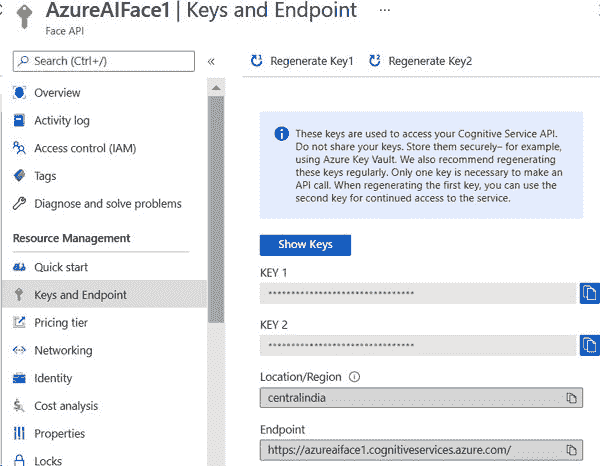 AzureAIFace1 | Keys and Endpoint ...
Face API
Search (Ctrl+/)
«
Overview
Activity log
Access control (IAM)
Tags
Diagnose and solve problems
Resource Management
Quick start
Keys and Endpoint
Pricing tier
Networking
Identity
Cost analysis
Properties
Locks
Regenerate Key1 Regenerate Key2
These keys are used to access your Cognitive Service API.
Do not share your keys. Store them securely– for example,
using Azure Key Vault. We also recommend regenerating
these keys regularly. Only one key is necessary to make an
API call. When regenerating the first key, you can use the
second key for continued access to the service.
Show Keys
KEY 1
••••••••••••••••••••••••••••••••
KEY 2
••••••••••••••••••••••••••••••••
Location/Region
centralindia
Endpoint
https://azureaiface1.cognitiveservices.azure.com/